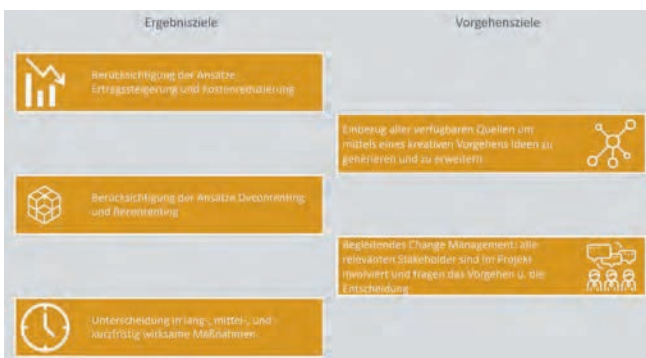 Ergebnisziele
Vorgehensziele
Berücksichtigung der Ansätze
Ertragssteigerung und Kostenreduzierung
Einbezug aller verfügbaren Quellen um
mittels eines kreativen Vorgehens Ideen zu
generieren und zu erweitern
Berücksichtigung der Ansätze Decontenting
und Recontenting
Begleitendes Change Management: alle
relevanten Stakeholder sind im Projekt
involviert und tragen das Vorgehen u. die
Entscheidung
Unterscheidung in lang-, mittel-, und
kurzfristig wirksame Maßnahmen